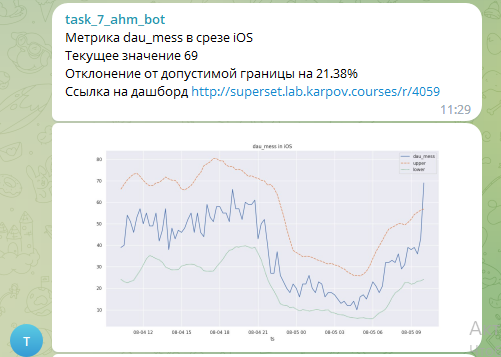 task_7_ahm_bot
Метрика dau_mess в срезе iOS
Текущее значение 69
Отклонение от допустимой границы на 21.38%
Ссылка на дашборд http://superset.lab.karpov.courses/r/4059
11:29
dau_mess in iOS
dau_mess
upper
lower
80
70
60
50
40
30
20
10
08-04 12 08-04 15 08-04 18 08-04 21 08-05 00 08-05 03 08-05 06 08-05 09
ts
T